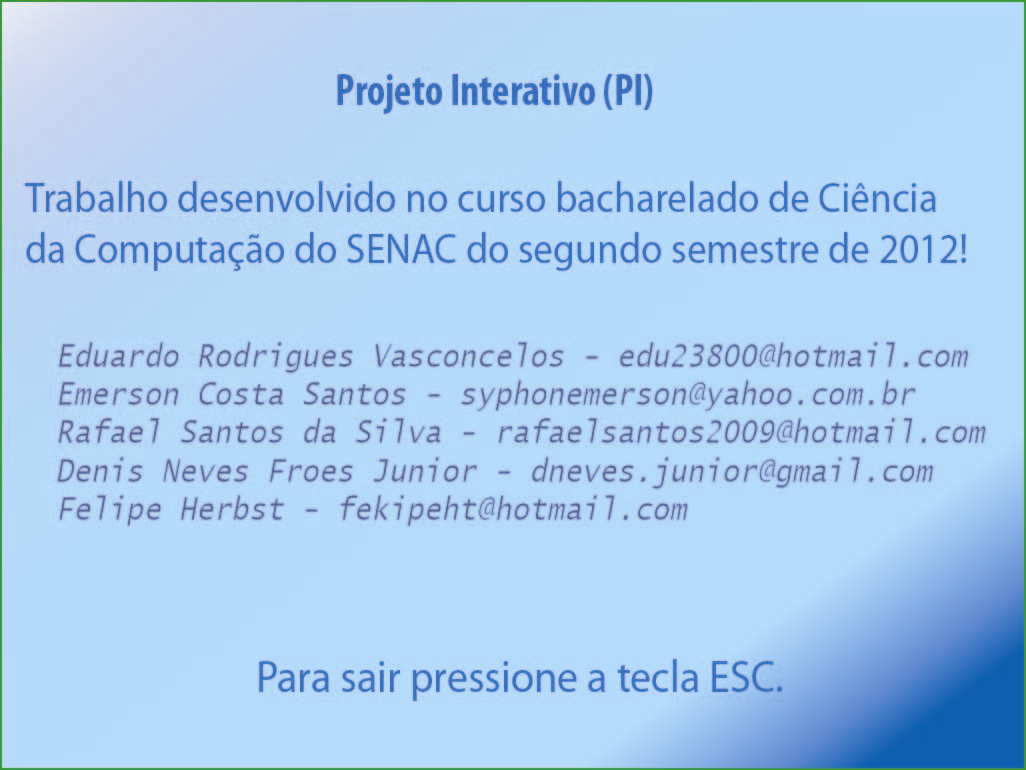 Projeto Interativo (PI)
Trabalho desenvolvido no curso bacharelado de Ciência
da Computação do SENAC do segundo semestre de 2012!
Eduardo Rodrigues Vasconcelos – edu23800@hotmail.com
Emerson Costa Santos – syphonemerson@yahoo.com.br
Rafael Santos da Silva – rafaelsantos2009@hotmail.com
Denis Neves Froes Junior – dneves.junior@gmail.com
Felipe Herbst – fekipeht@hotmail.com
Para sair pressione a tecla ESC.